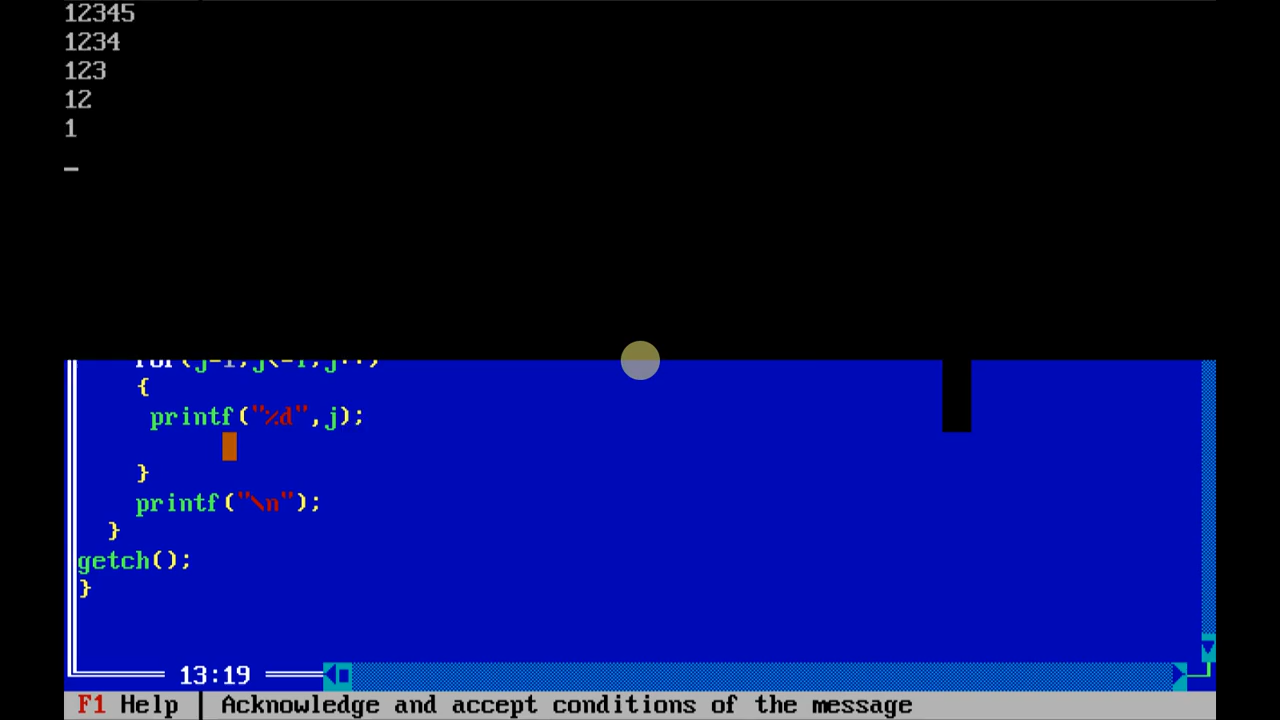 12345
1234
123
12
1
_
{
printf("%d",j);
}
printf("\n");
}
getch();
}
13:19
F1 Help | Acknowledge and accept conditions of the message